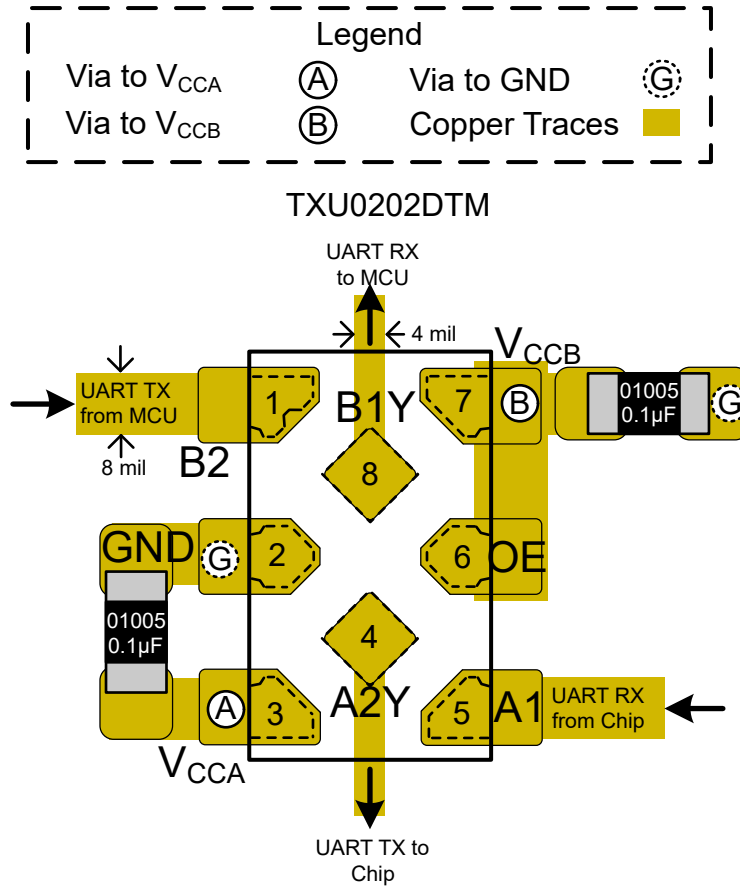 Legend
Via to VCCA A Via to GND G
Via to VCCB B Copper Traces
TXU0202DTM
UART RX
to MCU
4 mil
VCCB
UART TX
from MCU
8 mil
1
B1Y
7
B
01005
0.1µF
G
B2
8
GND
G
2
6
OE
01005
0.1µF
4
A
3
A2Y
5
A1
UART RX
from Chip
VCCA
UART TX to
Chip